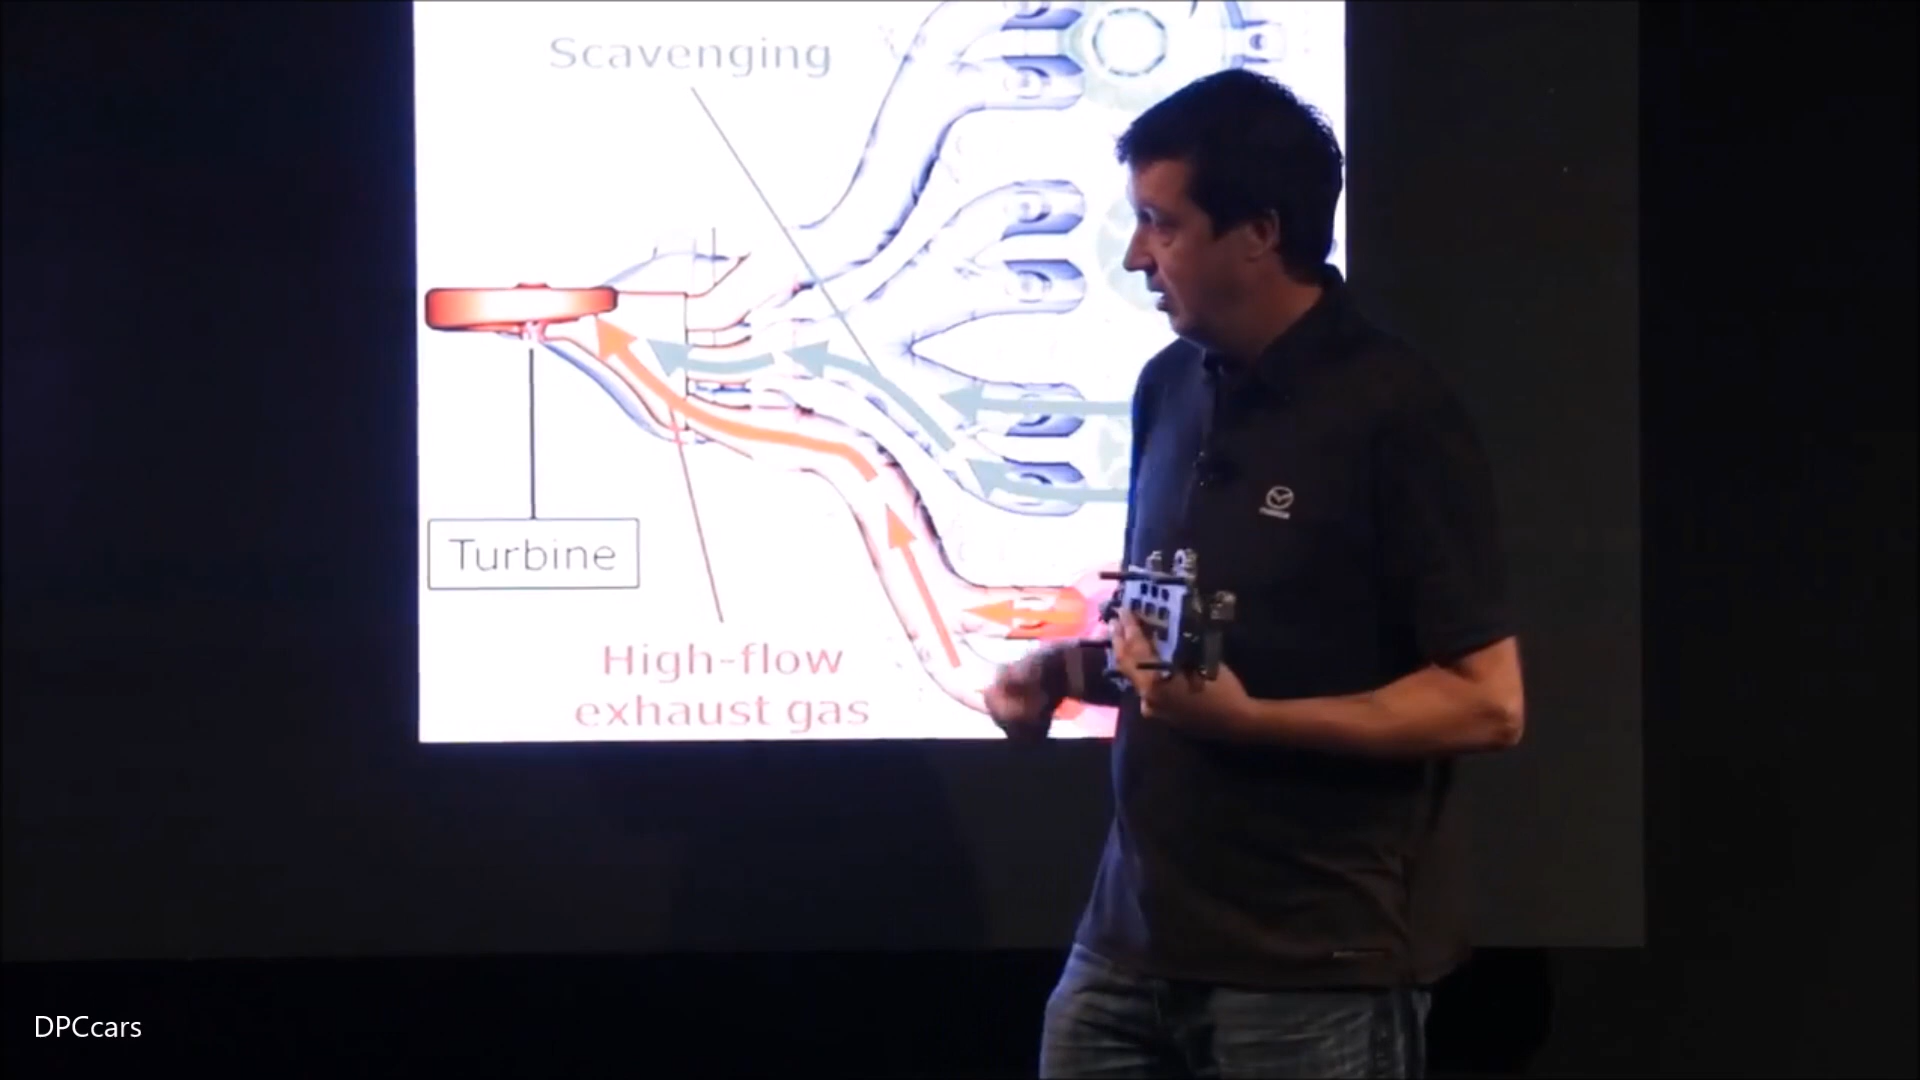 Scavenging
Turbine
High-flow
exhaust gas
DPCcars